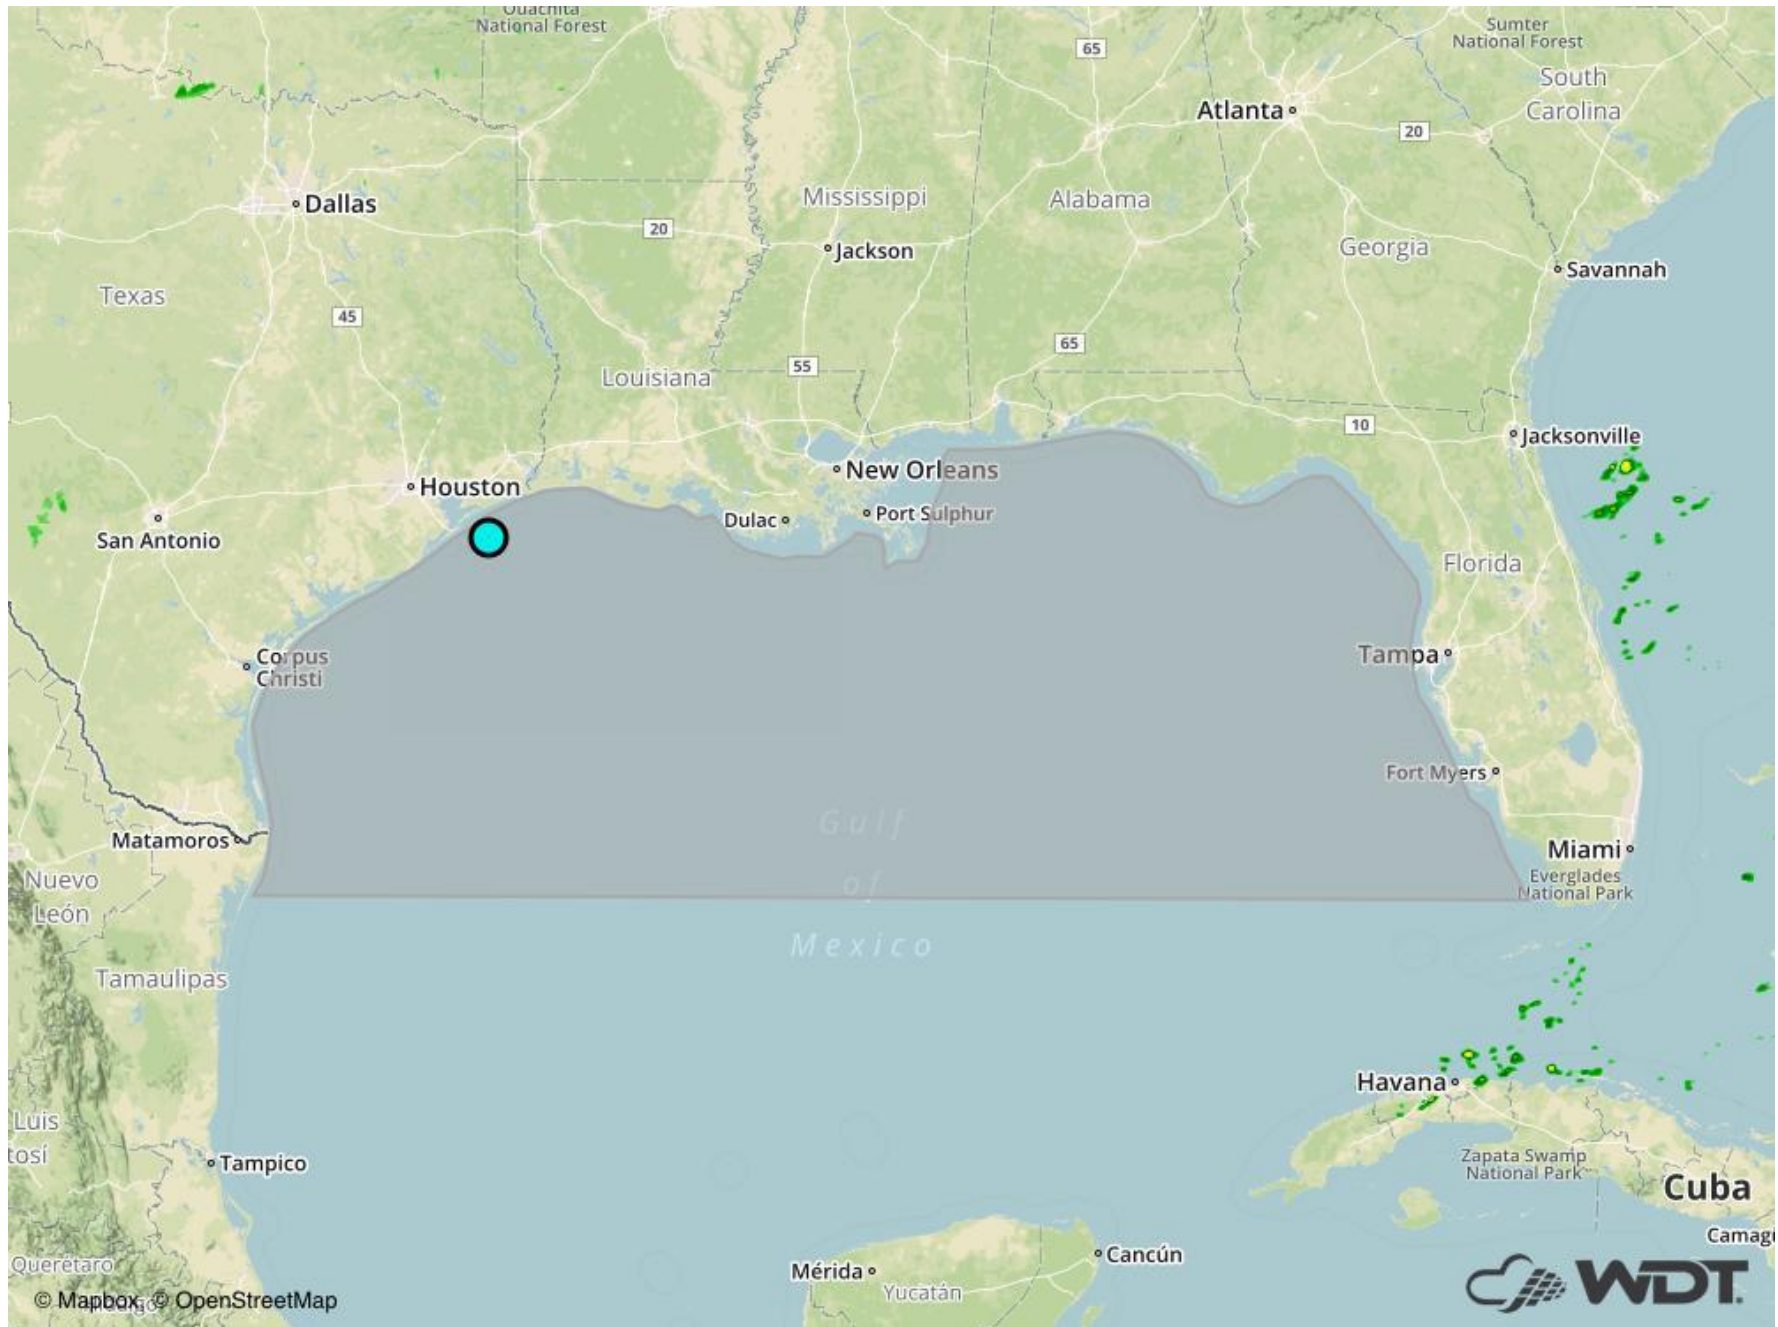 Ouachita
National Forest
65
Sumter
National Forest
South
Carolina
Atlanta
20
Dallas
Mississippi
Alabama
20
Jackson
Georgia
Savannah
Texas
45
65
Louisiana
55
10
Jacksonville
New Orleans
Houston
Dulac
Port Sulphur
San Antonio
Florida
Corpus
Christi
Tampa
Fort Myers
Gulf
of
Mexico
Matamoros
Miami
Everglades
National Park
Nuevo
León
Tamaulipas
Havana
Luis
tosí
Tampico
Zapata Swamp
National Park
Cuba
Camagü
Querétaro
Mérida
Cancún
Yucatán
© Mapbox, © OpenStreetMap
WDT